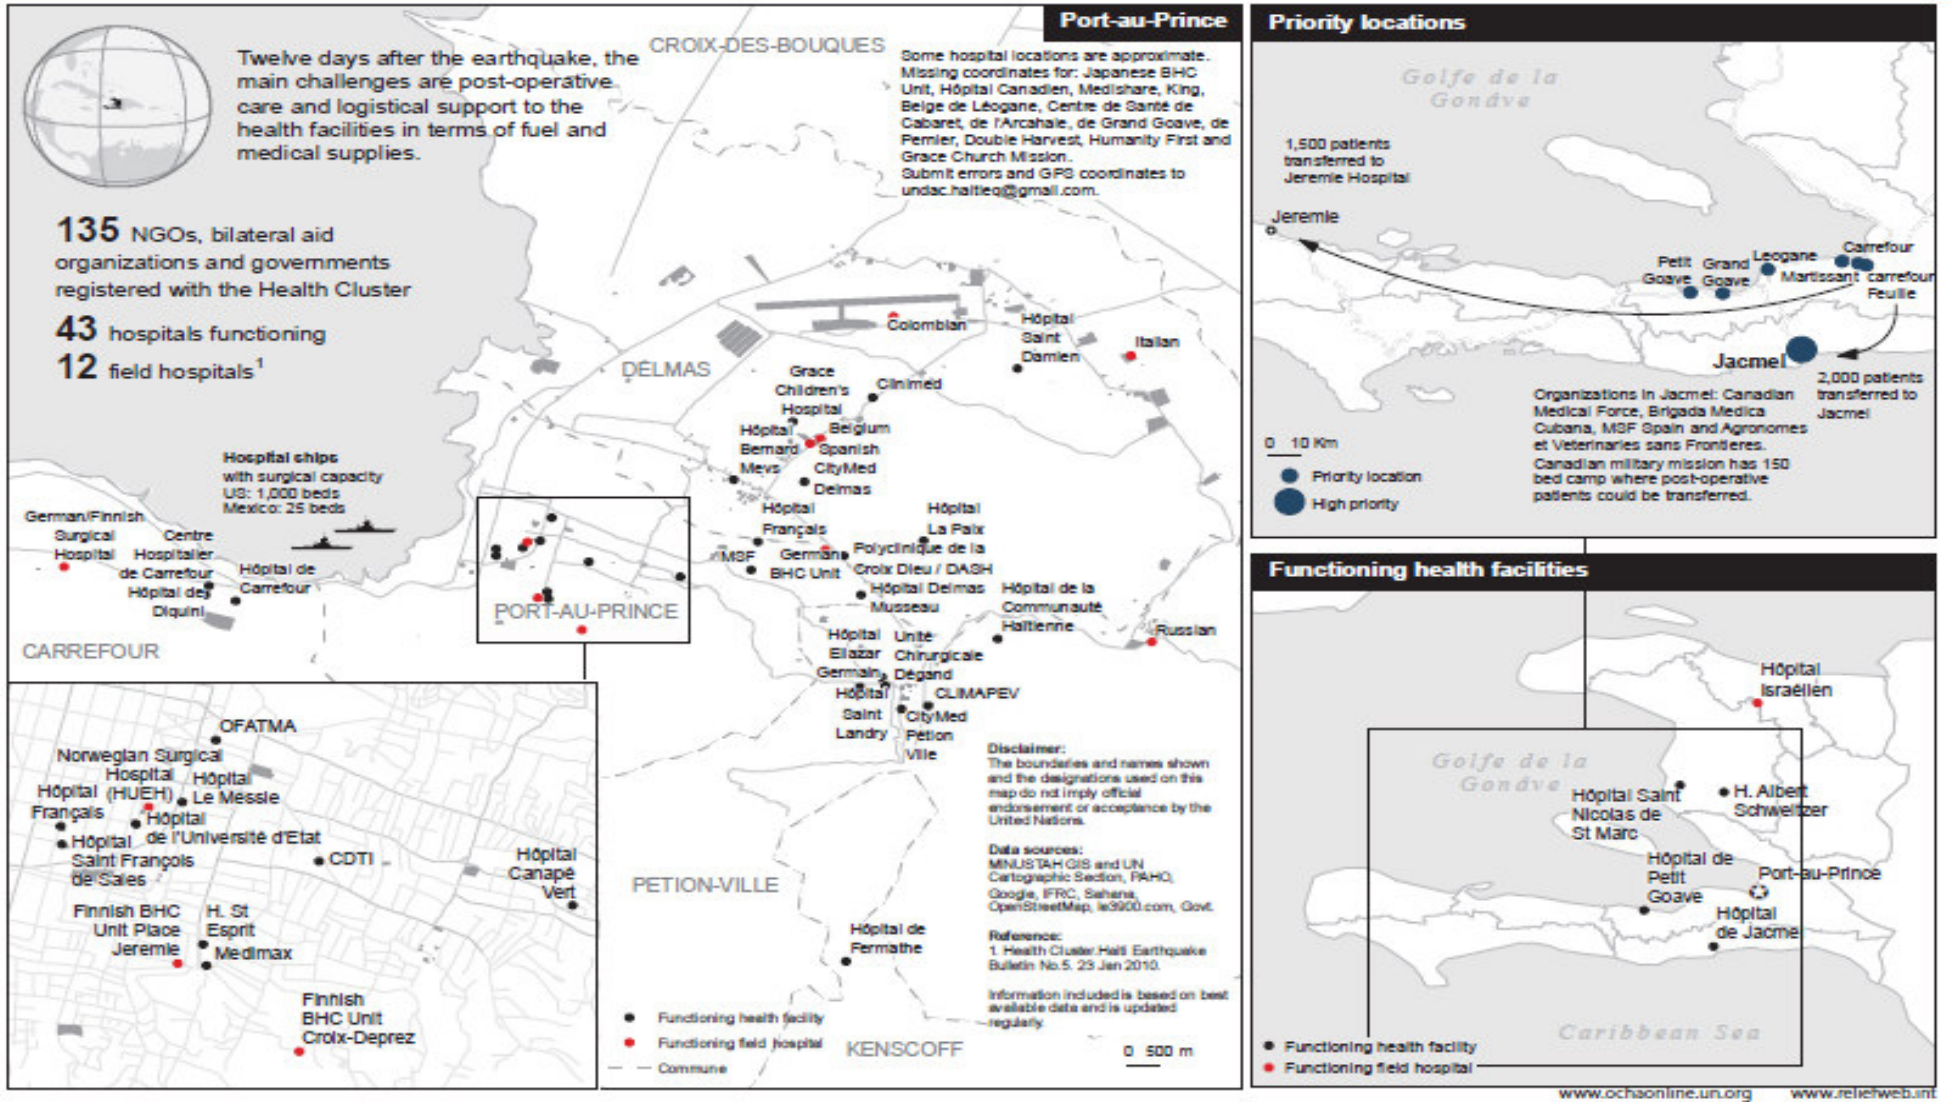 Port-au-Prince
Twelve days after the earthquake, the
main challenges are post-operative
care and logistical support to the
health facilities in terms of fuel and
medical supplies.
135 NGOs, bilateral aid
organizations and governments
registered with the Health Cluster
43 hospitals functioning
12 field hospitals1
CROIX-DES-BOUQUES
Some hospital locations are approximate.
Missing coordinates for: Japanese BHC
Unit, Hôpital Canadien, Medishare, King,
Belge de Léogane, Centre de Santé de
Cabaret, de l'Arcahaie, de Grand Goave, de
Pernier, Double Harvest, Humanity First and
Grace Church Mission.
Submit errors and GPS coordinates to
undac.haitieq@gmail.com.
Hospital ships
with surgical capacity
US: 1,000 beds
Mexico: 25 beds
German/Finnish
Surgical
Hospital
Centre
Hospitalier
de Carrefour
Hôpital de
Diquini
Hôpital de
Carrefour
CARREFOUR
DELMAS
Colombian
Hôpital
Saint
Damien
Italian
Grace
Children's
Hospital
Clinimed
Belgium
Hôpital
Bernard
Mevs
Spanish
CityMed
Delmas
Hôpital
Français
Hôpital
La Paix
MSF
German
BHC Unit
Polyclinique de la
Croix Dieu / DASH
Hôpital Delmas
Musseau
Hôpital de la
Communauté
Haïtienne
Russian
PORT-AU-PRINCE
Hôpital
Eliazar
Germain
Unité
Chirurgicale
Dégand
Hôpital
Saint
Landry
CLIMAPEV
CityMed
Pétion
Ville
PETION-VILLE
Hôpital de
Fermathe
KENSCOFF
Disclaimer:
The boundaries and names shown
and the designations used on this
map do not imply official
endorsement or acceptance by the
United Nations.
Data sources:
MINUSTAH GIS and UN
Cartographic Section, PAHO,
Google, IFRC, Sahana,
OpenStreetMap, ie3900.com, Govt.
Reference:
1. Health Cluster Haiti Earthquake
Bulletin No.5. 23 Jan 2010.
Information included is based on best
available data and is updated
regularly.
Functioning health facility
Functioning field hospital
Commune
0 500 m
OFATMA
Norwegian Surgical
Hospital
(HUEH)
Hôpital
Le Messie
Hôpital
Français
Hôpital
de l'Université d'Etat
Hôpital
Saint François
de Sales
CDTI
Hôpital
Canapé
Vert
Finnish BHC
Unit Place
Jeremie
H. St
Esprit
Medimax
Finnish
BHC Unit
Croix-Deprez
Priority locations
Golfe de la
Gonâve
1,500 patients
transferred to
Jeremie Hospital
Jeremie
Petit
Goave
Grand
Goave
Leogane
Carrefour
Martissant
carrefour
Feuille
Jacmel
2,000 patients
transferred to
Jacmel
Organizations in Jacmel: Canadian
Medical Force, Brigada Medica
Cubana, MSF Spain and Agronomes
et Veterinaries sans Frontieres.
Canadian military mission has 150
bed camp where post-operative
patients could be transferred.
0 10 Km
Priority location
High priority
Functioning health facilities
Hôpital
Israélien
Golfe de la
Gonâve
Hôpital Saint
Nicolas de
St Marc
H. Albert
Schweitzer
Hôpital de
Petit
Goave
Port-au-Prince
Hôpital
de Jacme
Caribbean Sea
Functioning health facility
Functioning field hospital
www.ochaonline.un.org www.reliefweb.int